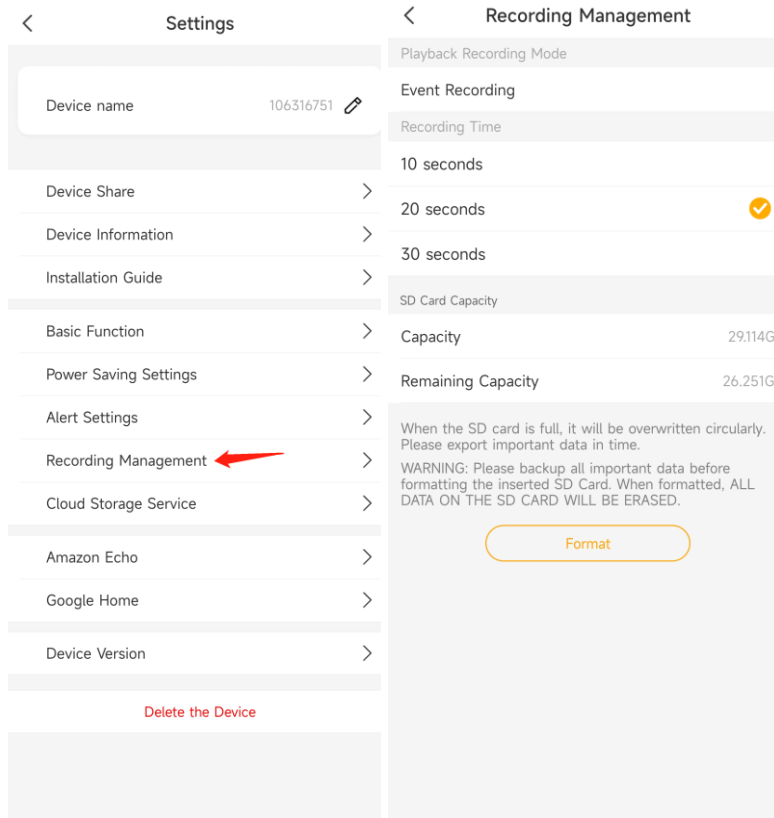 Settings
Device name
106316751
Device Share
Device Information
Installation Guide
Basic Function
Power Saving Settings
Alert Settings
Recording Management
Cloud Storage Service
Amazon Echo
Google Home
Device Version
Delete the Device
Recording Management
Playback Recording Mode
Event Recording
Recording Time
10 seconds
20 seconds
30 seconds
SD Card Capacity
Capacity
29.114G
Remaining Capacity
26.251G
When the SD card is full, it will be overwritten circularly.
Please export important data in time.
WARNING: Please backup all important data before
formatting the inserted SD Card. When formatted, ALL
DATA ON THE SD CARD WILL BE ERASED.
Format